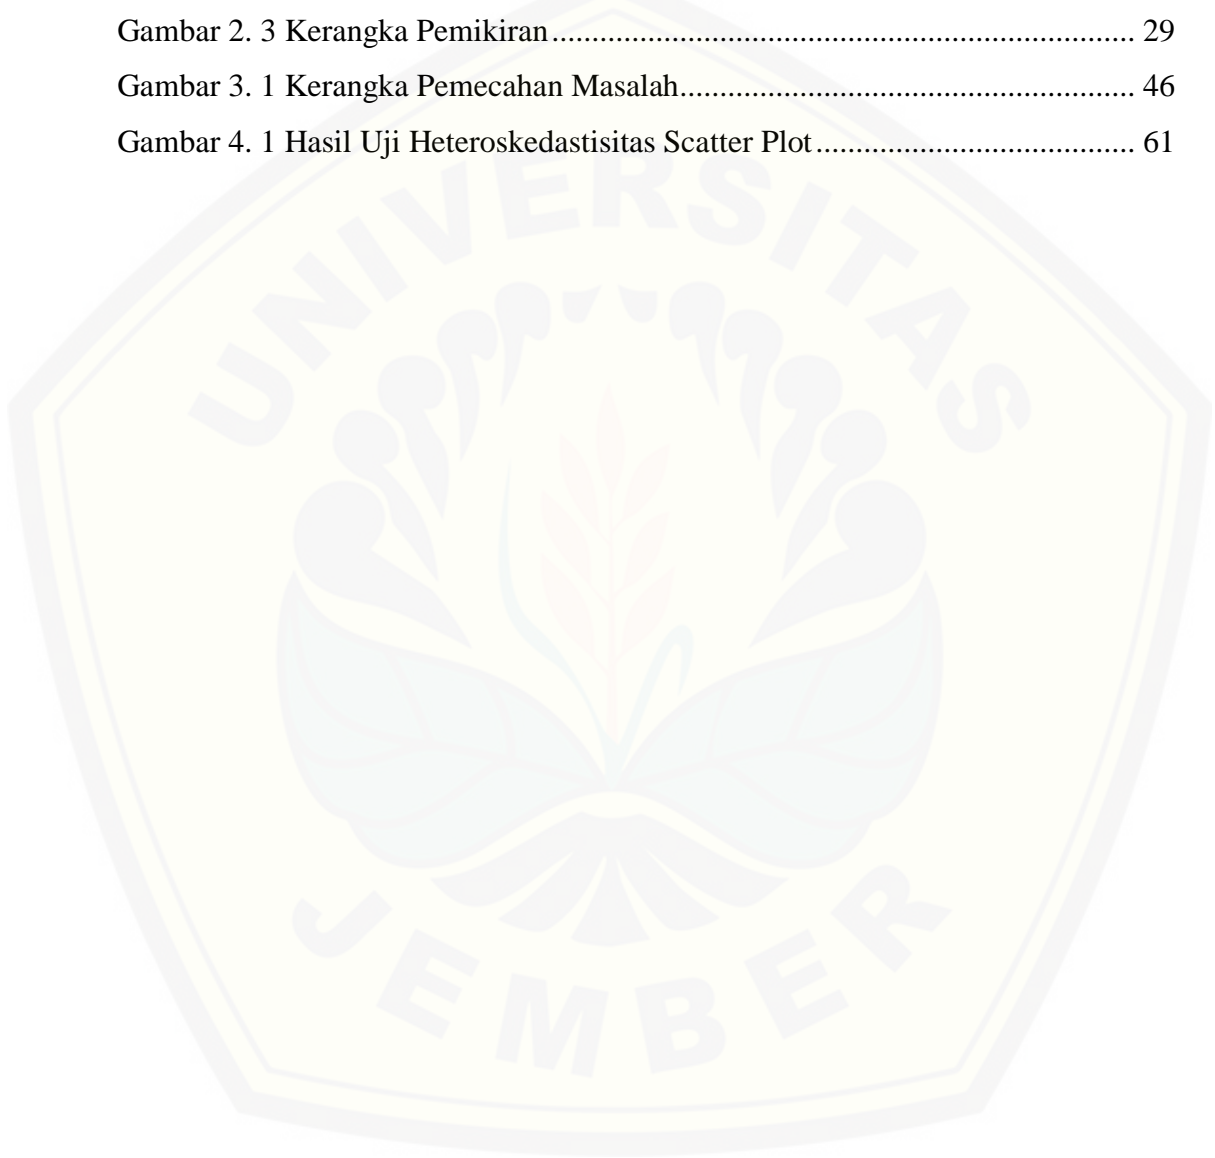 Gambar 2. 3 Kerangka Pemikiran........................................................................ 29
Gambar 3. 1 Kerangka Pemecahan Masalah........................................................ 46
Gambar 4. 1 Hasil Uji Heteroskedastisitas Scatter Plot....................................... 61
UNIVERSITAS
JEMBER